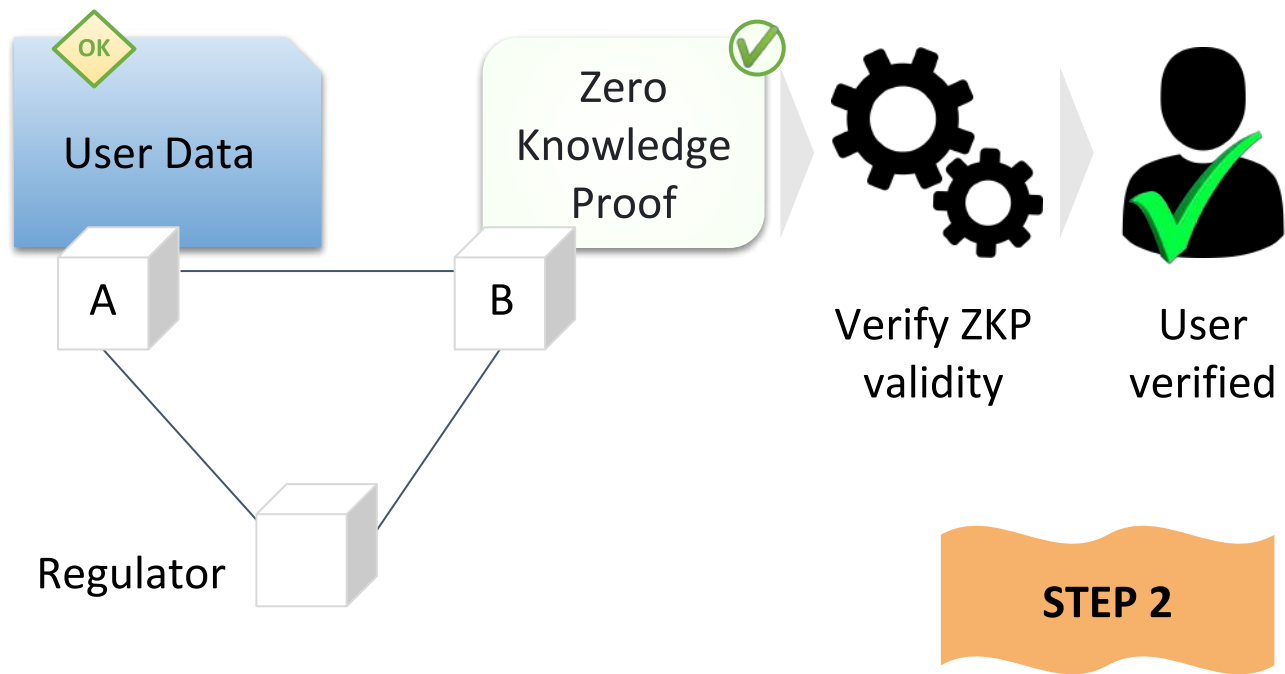 OK
User Data
Zero
Knowledge
Proof
A
B
Verify ZKP
validity
User
verified
Regulator
STEP 2